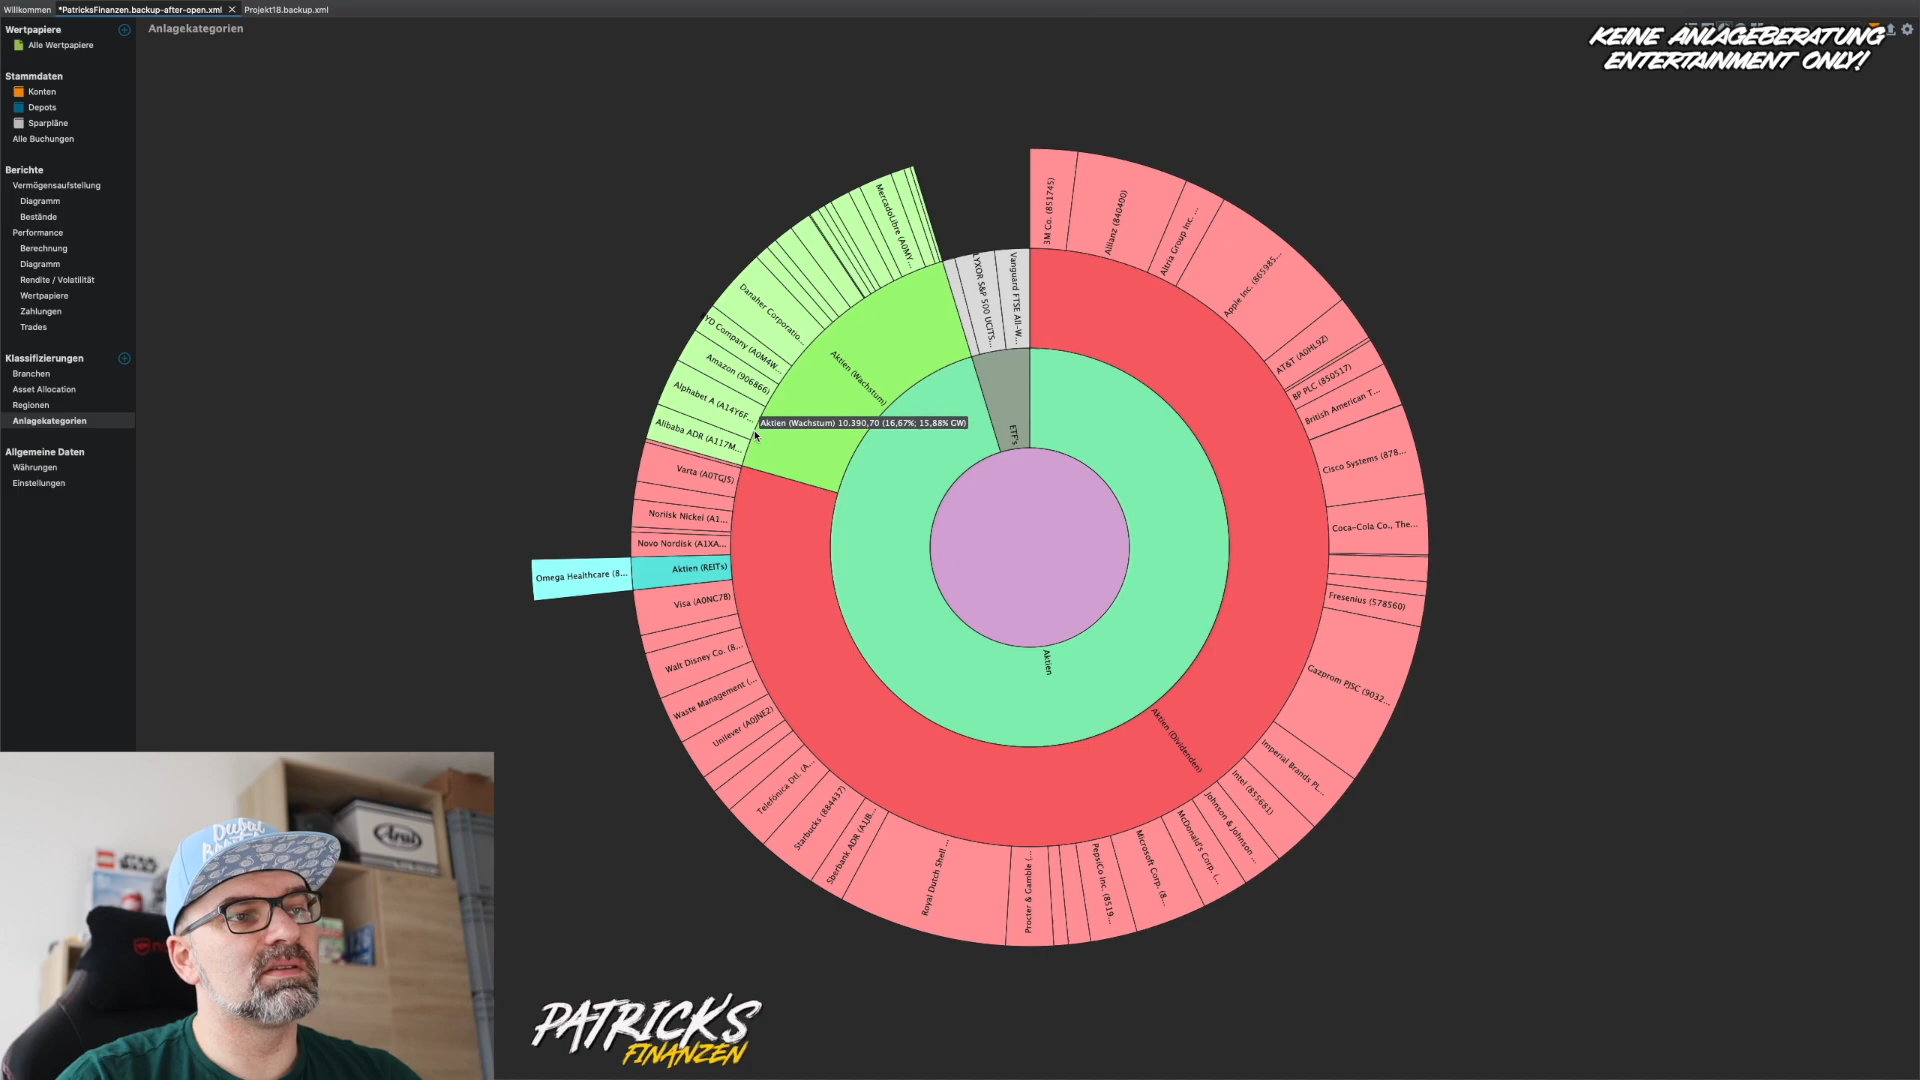 Willkommen
*PatricksFinanzen.backup-after-open.xml
Projekt18.backup.xml
Wertpapiere
Alle Wertpapiere
Stammdaten
Konten
Depots
Sparpläne
Alle Buchungen
Berichte
Vermögensaufstellung
Diagramm
Bestände
Performance
Berechnung
Diagramm
Rendite / Volatilität
Wertpapiere
Zahlungen
Trades
Klassifizierungen
Branchen
Asset Allocation
Regionen
Anlagekategorien
Allgemeine Daten
Währungen
Einstellungen
Anlagekategorien
KEINE ANLAGEBERATUNG
ENTERTAINMENT ONLY!
3M Co. (851745)
Allianz (840400)
Altria Group Inc. ...
Apple Inc. (865985...
AT&T (A0HL9Z)
BP PLC (850517)
British American T...
Cisco Systems (878...
Coca-Cola Co., The...
Fresenius (578560)
Gazprom PJSC (9032...
Imperial Brands PL...
Intel (855681)
Johnson & Johnson ...
McDonald's Corp. (...
Microsoft Corp. (8...
PepsiCo Inc. (8519...
Procter & Gamble (...
Royal Dutch Shell ...
Sberbank ADR (A1JB...
Starbucks (884437)
Telefónica Dtl. (A...
Unilever (A0JNE2)
Waste Management (...
Walt Disney Co. (8...
Visa (A0NC7B)
Aktien (REITs)
Omega Healthcare (8...
Novo Nordisk (A1XA...
Norilsk Nickel (A1...
Varta (A0TGJ5)
Alibaba ADR (A117M...
Alphabet A (A14Y6F...
Amazon (906866)
YD Company (A0M4W...
Danaher Corporatio...
MercadoLibre (A0MY...
LYXOR S&P 500 UCITS...
Vanguard FTSE All-W...
Aktien (Wachstum)
Aktien (Wachstum) 10.390,70 (16,67%; 15,88% GW)
ETF's
Aktien
Aktien (Dividenden)
Arui
Dubai
PATRICKS
FINANZEN